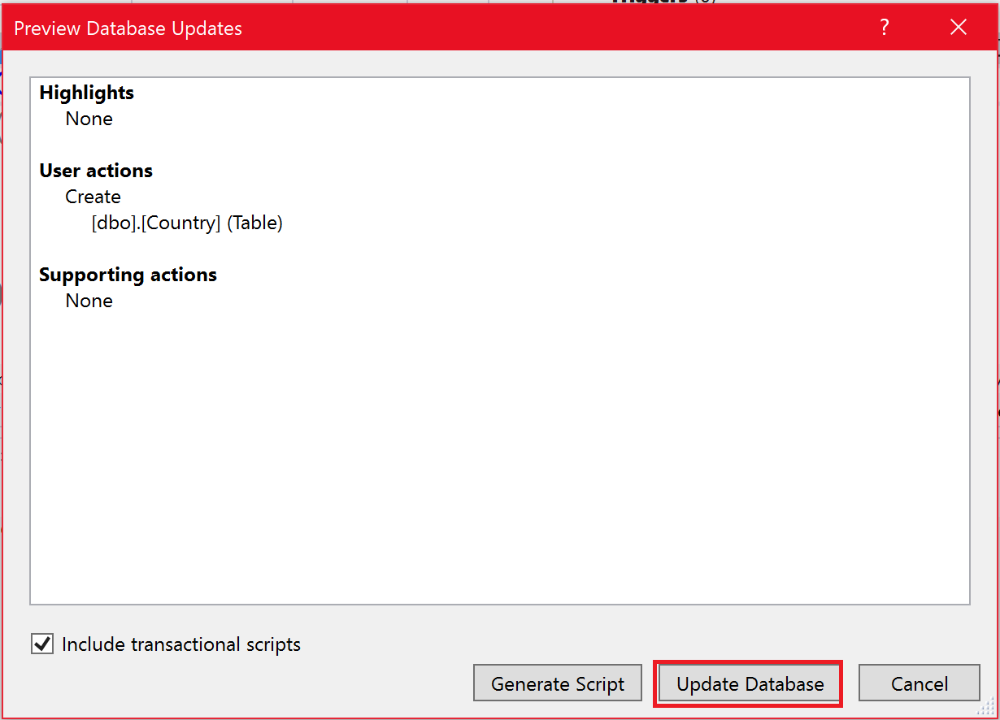 Preview Database Updates
?
Highlights
None
User actions
Create
[dbo].[Country] (Table)
Supporting actions
None
Include transactional scripts
Generate Script
Update Database
Cancel